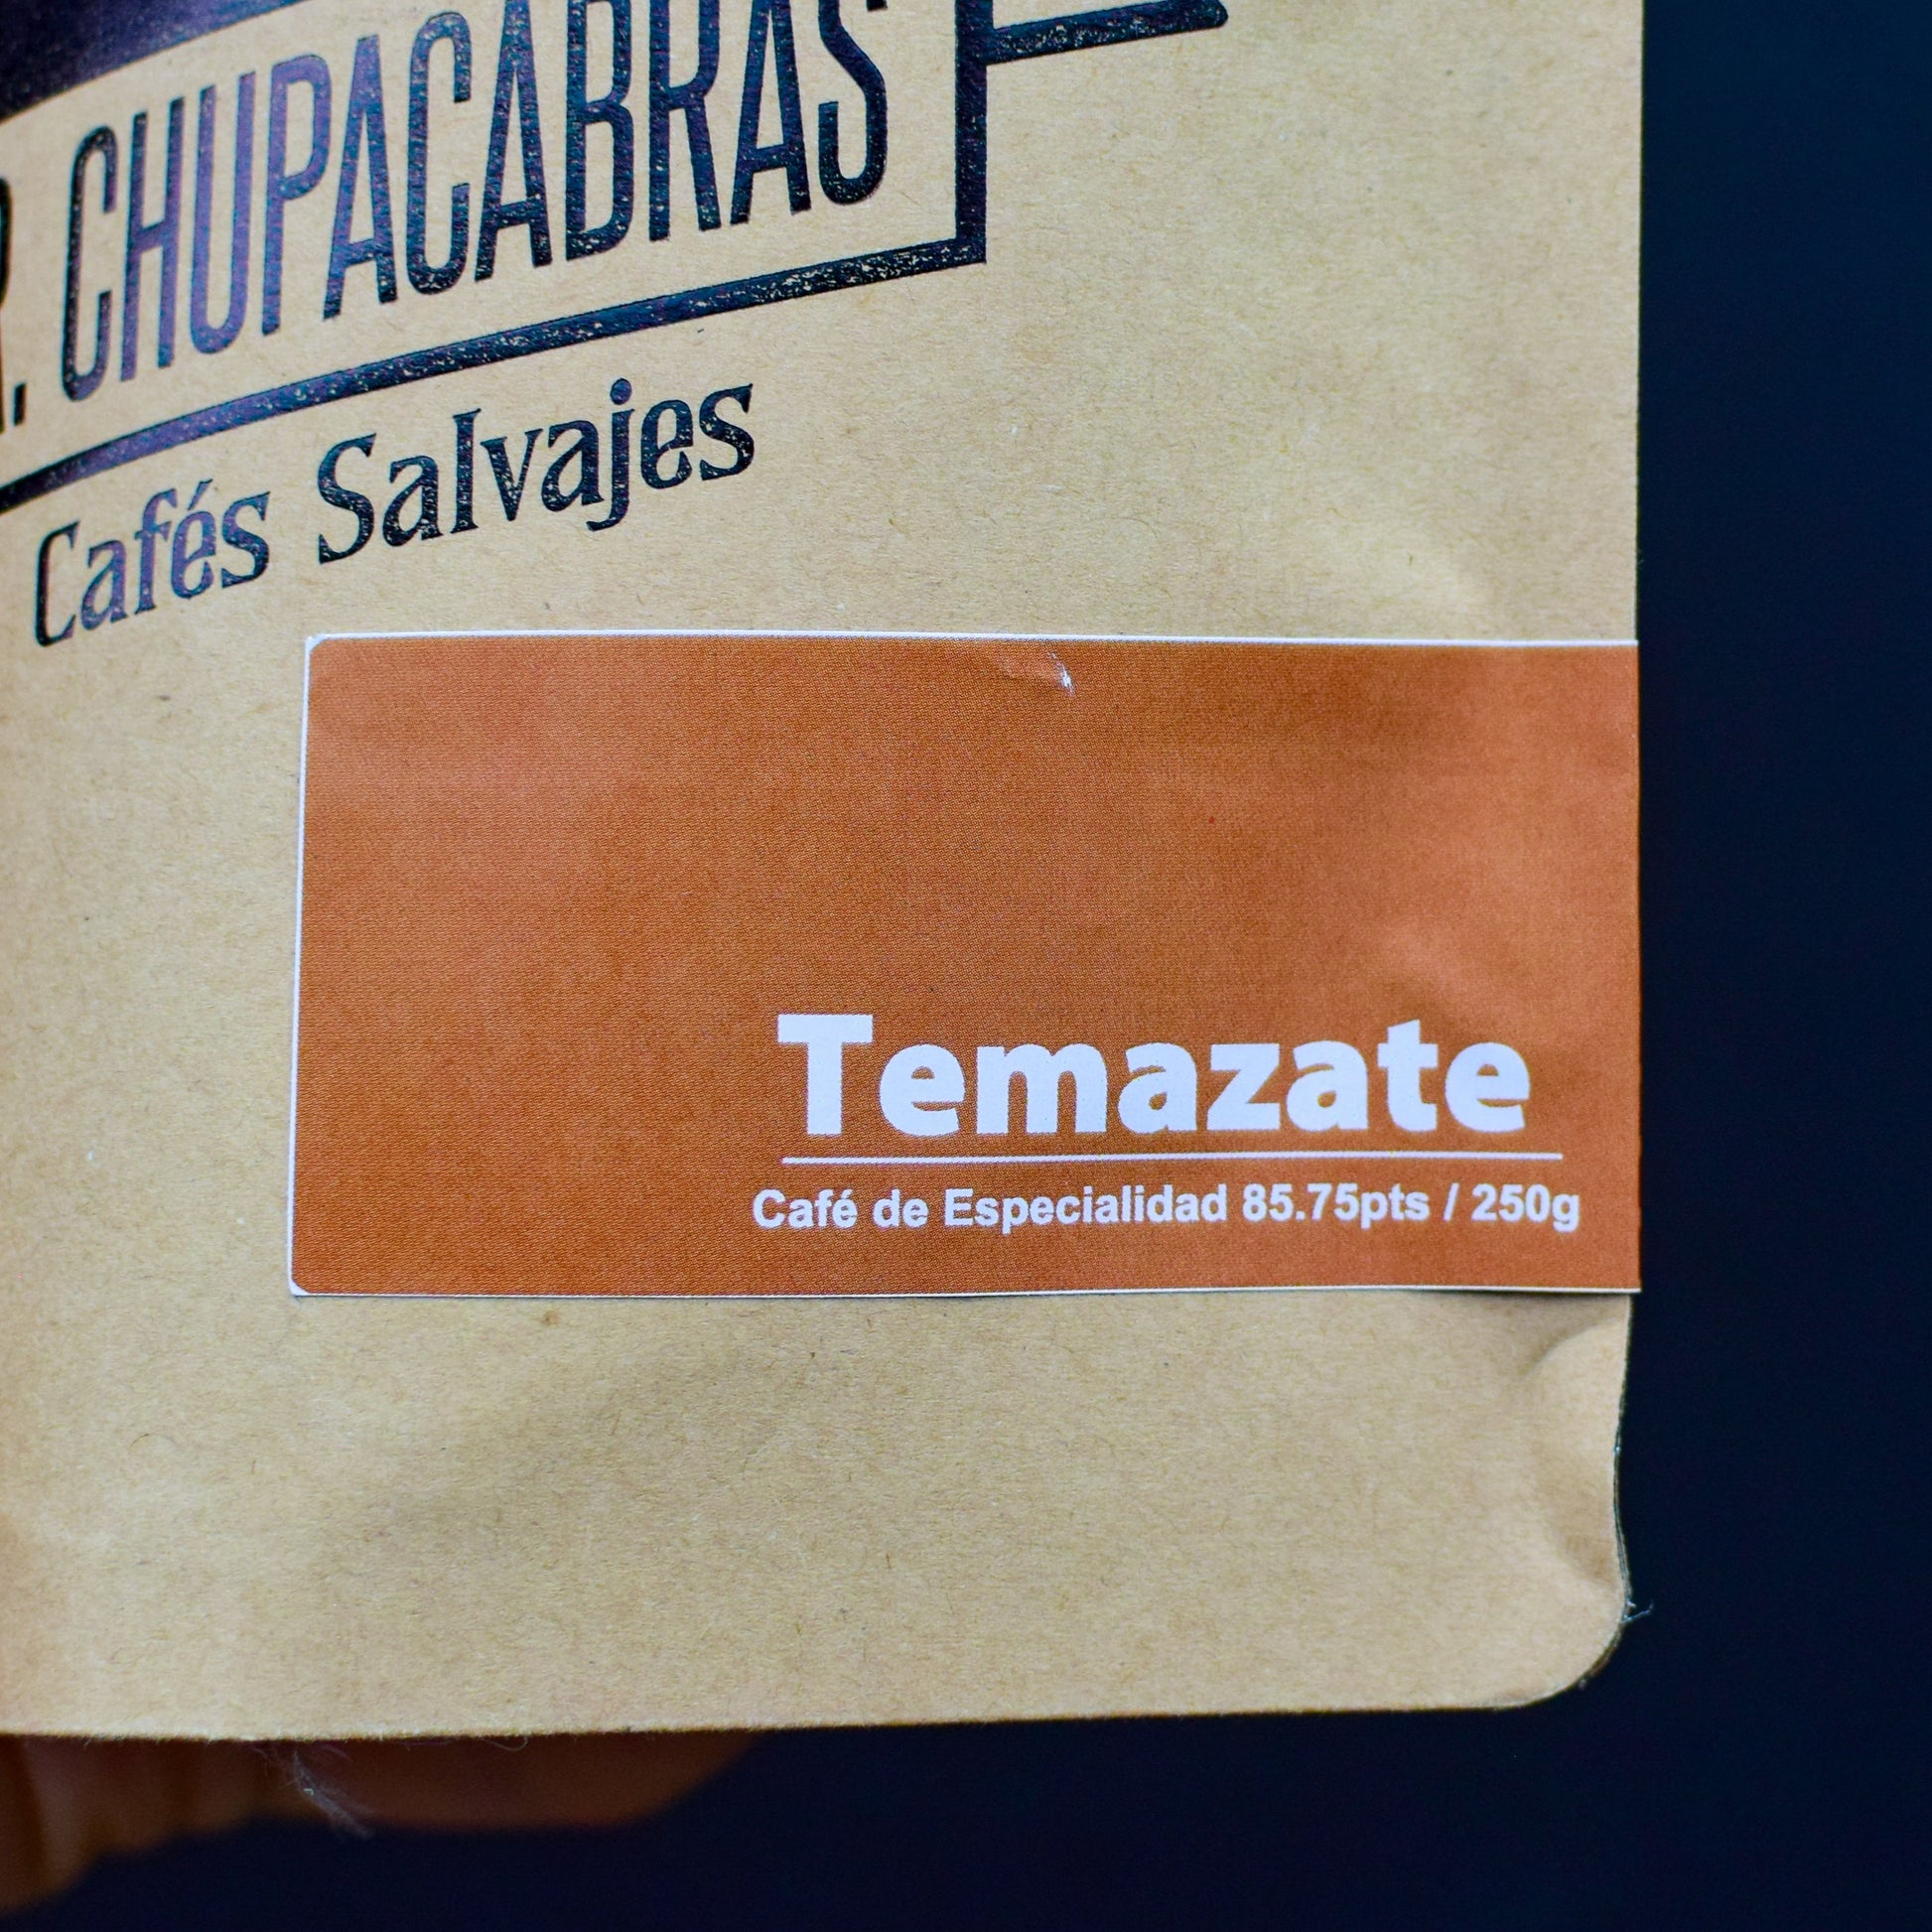 R. CHUPACABRAS
Cafés Salvajes
Temazate
Café de Especialidad 85.75pts / 250g